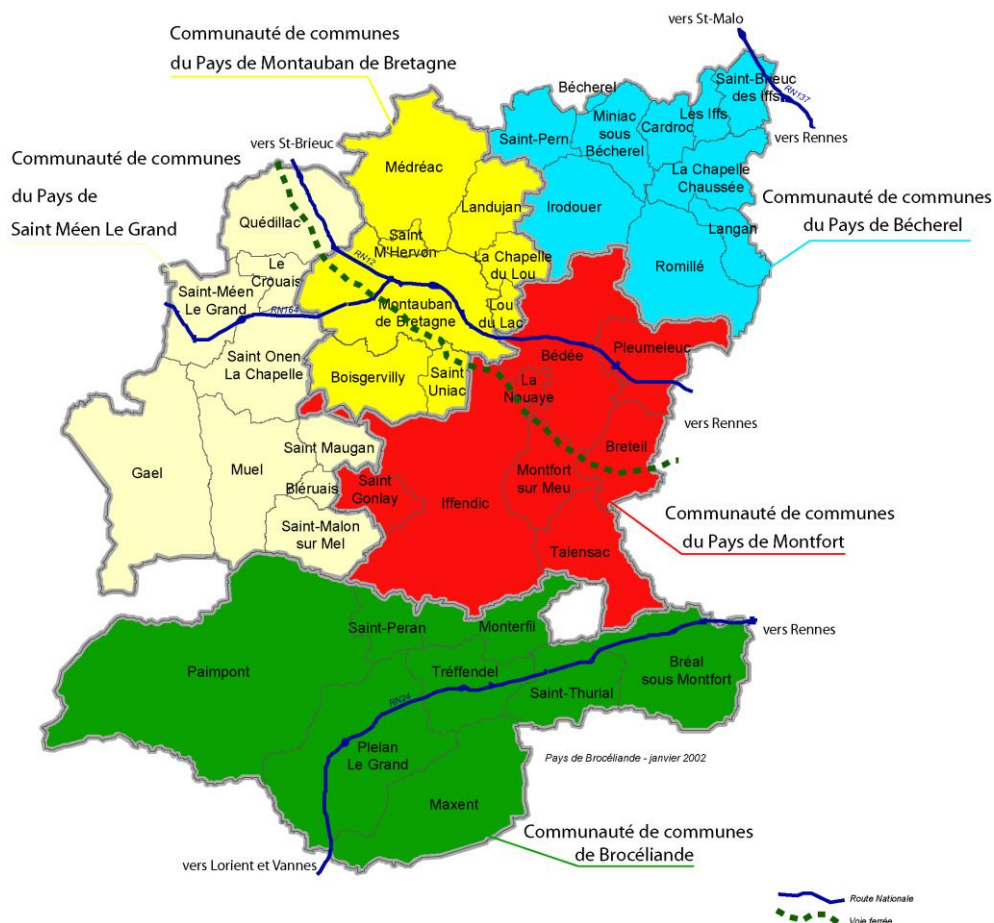 vers St-Malo
Communauté de communes
du Pays de Montauban de Bretagne
RN137
Saint-Brieuc
des Iffs
Bécherel
Miniac
sous
Bécherel
Les Iffs
Cardroc
Saint-Pern
vers Rennes
vers St-Brieuc
Communauté de communes
du Pays de
Saint Méen Le Grand
Médréac
La Chapelle
Chaussée
Communauté de communes
du Pays de Bécherel
Landujan
Irodouer
Quédillac
Langan
Saint
M'Hervon
Romillé
La Chapelle
du Lou
RN12
Le
Crouais
Saint-Méen
Le Grand
RN164
Montauban
de Bretagne
Lou
du Lac
Bédée
Pleumeleuc
Saint Onen
La Chapelle
Boisgervilly
Saint
Uniac
La
Nouaye
vers Rennes
Saint Maugan
Breteil
Gael
Muel
Montfort
sur Meu
Bléruais
Saint
Gonlay
Iffendic
Communauté de communes
du Pays de Montfort
Saint-Malon
sur Mel
Talensac
Saint-Peran
Monterfil
vers Rennes
Paimpont
Tréffendel
Bréal
sous Montfort
Saint-Thurial
RN24
Plelan
Le Grand
Pays de Brocéliande - janvier 2002
Maxent
Communauté de communes
de Brocéliande
vers Lorient et Vannes
Route Nationale
Voie ferrée